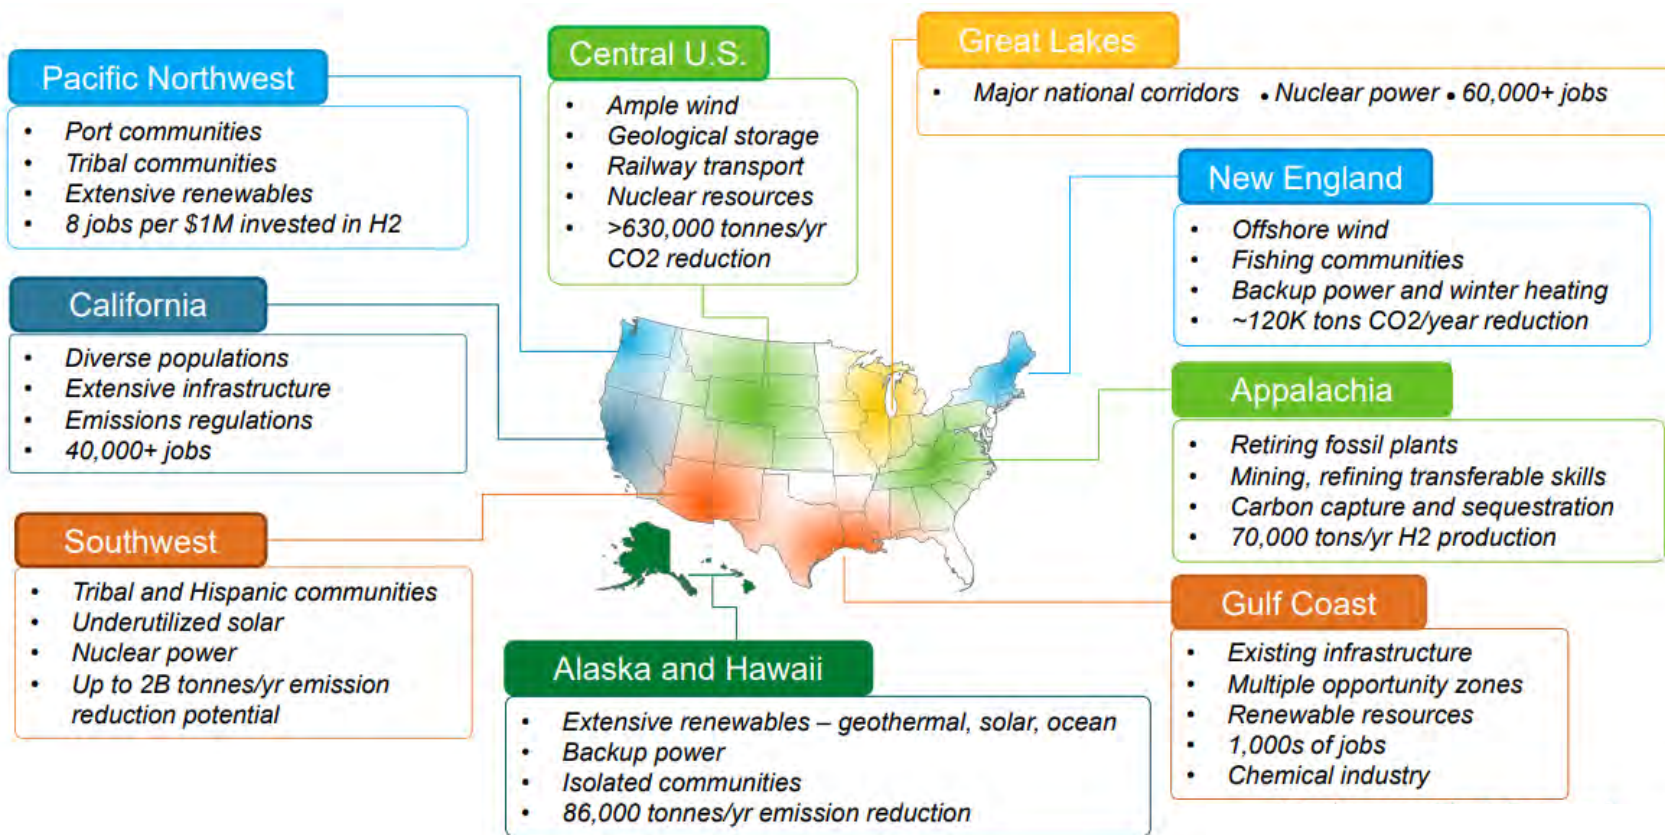 Pacific Northwest
• Port communities
• Tribal communities
• Extensive renewables
• 8 jobs per $1M invested in H2
California
• Diverse populations
• Extensive infrastructure
• Emissions regulations
• 40,000+ jobs
Southwest
• Tribal and Hispanic communities
• Underutilized solar
• Nuclear power
• Up to 2B tonnes/yr emission
reduction potential
Central U.S.
• Ample wind
• Geological storage
• Railway transport
• Nuclear resources
• >630,000 tonnes/yr
CO2 reduction
Alaska and Hawaii
• Extensive renewables – geothermal, solar, ocean
• Backup power
• Isolated communities
• 86,000 tonnes/yr emission reduction
Great Lakes
• Major national corridors • Nuclear power • 60,000+ jobs
New England
• Offshore wind
• Fishing communities
• Backup power and winter heating
• ~120K tons CO2/year reduction
Appalachia
• Retiring fossil plants
• Mining, refining transferable skills
• Carbon capture and sequestration
• 70,000 tons/yr H2 production
Gulf Coast
• Existing infrastructure
• Multiple opportunity zones
• Renewable resources
• 1,000s of jobs
• Chemical industry